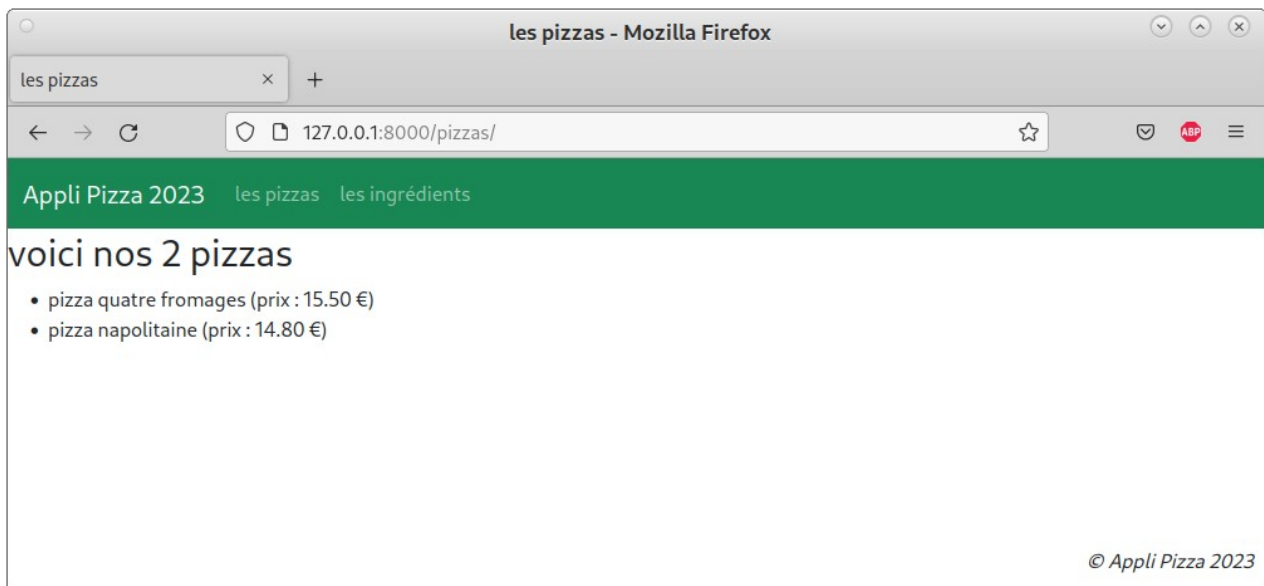 les pizzas - Mozilla Firefox
les pizzas
127.0.0.1:8000/pizzas/
ABP
Appli Pizza 2023 les pizzas les ingrédients
voici nos 2 pizzas
• pizza quatre fromages (prix : 15.50 €)
• pizza napolitaine (prix : 14.80 €)
© Appli Pizza 2023